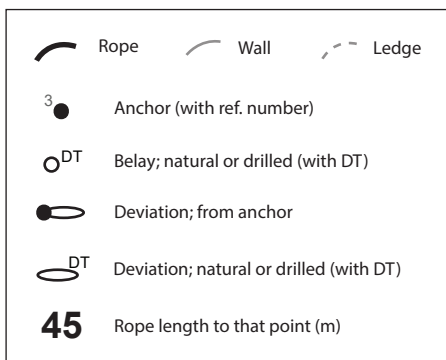 Rope Wall Ledge
3 Anchor (with ref. number)
DT Belay; natural or drilled (with DT)
Deviation; from anchor
DT Deviation; natural or drilled (with DT)
45 Rope length to that point (m)